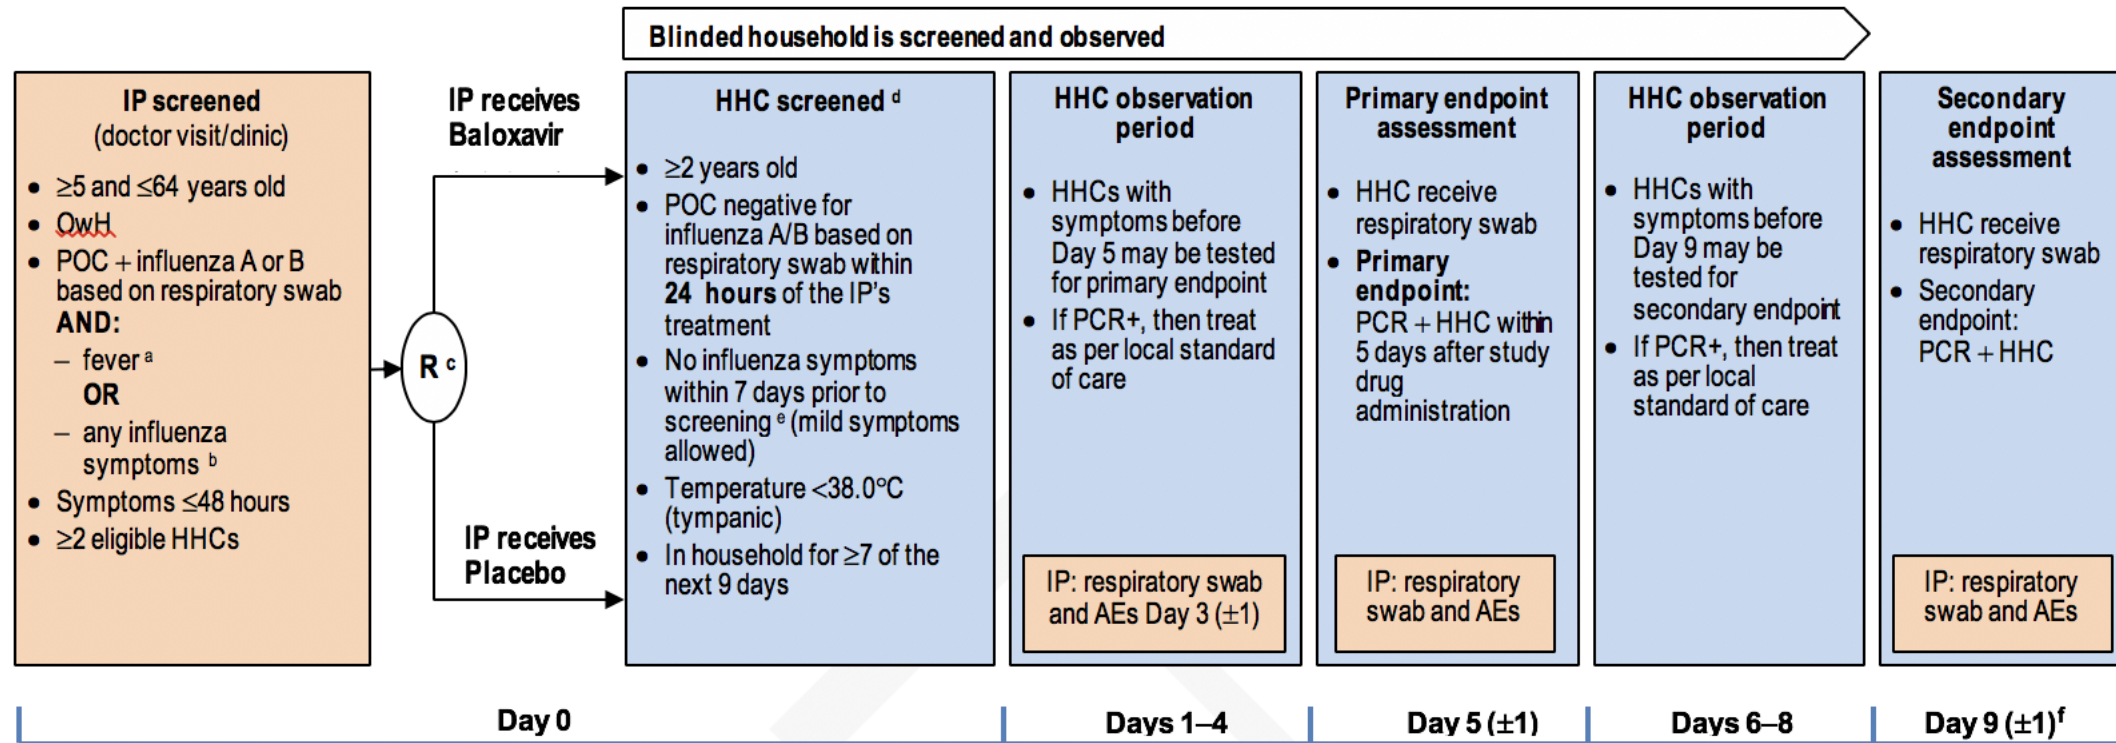 Blinded household is screened and observed
IP screened
(doctor visit/clinic)
• ≥5 and ≤64 years old
• OwH
• POC + influenza A or B
based on respiratory swab
AND:
– fever a
OR
– any influenza
symptoms b
• Symptoms ≤48 hours
• ≥2 eligible HHCs
IP receives
Baloxavir
R c
IP receives
Placebo
HHC screened d
• ≥2 years old
• POC negative for
influenza A/B based on
respiratory swab within
24 hours of the IP's
treatment
• No influenza symptoms
within 7 days prior to
screening e (mild symptoms
allowed)
• Temperature <38.0°C
(tympanic)
• In household for ≥7 of the
next 9 days
HHC observation
period
• HHCs with
symptoms before
Day 5 may be tested
for primary endpoint
• If PCR+, then treat
as per local standard
of care
IP: respiratory swab
and AEs Day 3 (±1)
Primary endpoint
assessment
• HHC receive
respiratory swab
• Primary
endpoint:
PCR + HHC within
5 days after study
drug
administration
IP: respiratory
swab and AEs
HHC observation
period
• HHCs with
symptoms before
Day 9 may be
tested for
secondary endpoint
• If PCR+, then treat
as per local
standard of care
Secondary
endpoint
assessment
• HHC receive
respiratory swab
• Secondary
endpoint:
PCR + HHC
IP: respiratory
swab and AEs
Day 0
Days 1–4
Day 5 (±1)
Days 6–8
Day 9 (±1)f